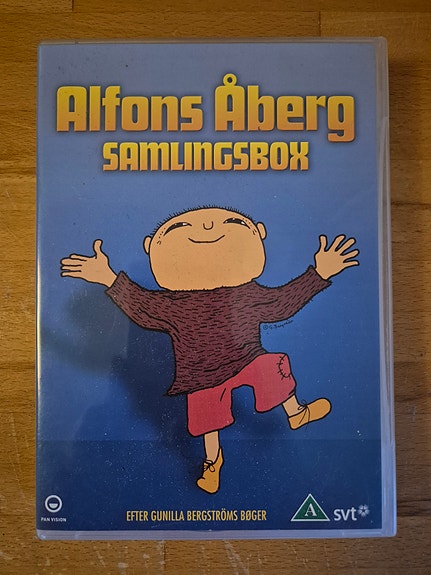 Alfons Åberg
SAMLINGSBOX
EFTER GUNILLA BERGSTRÖMS BØGER
PAN VISION
A
svt